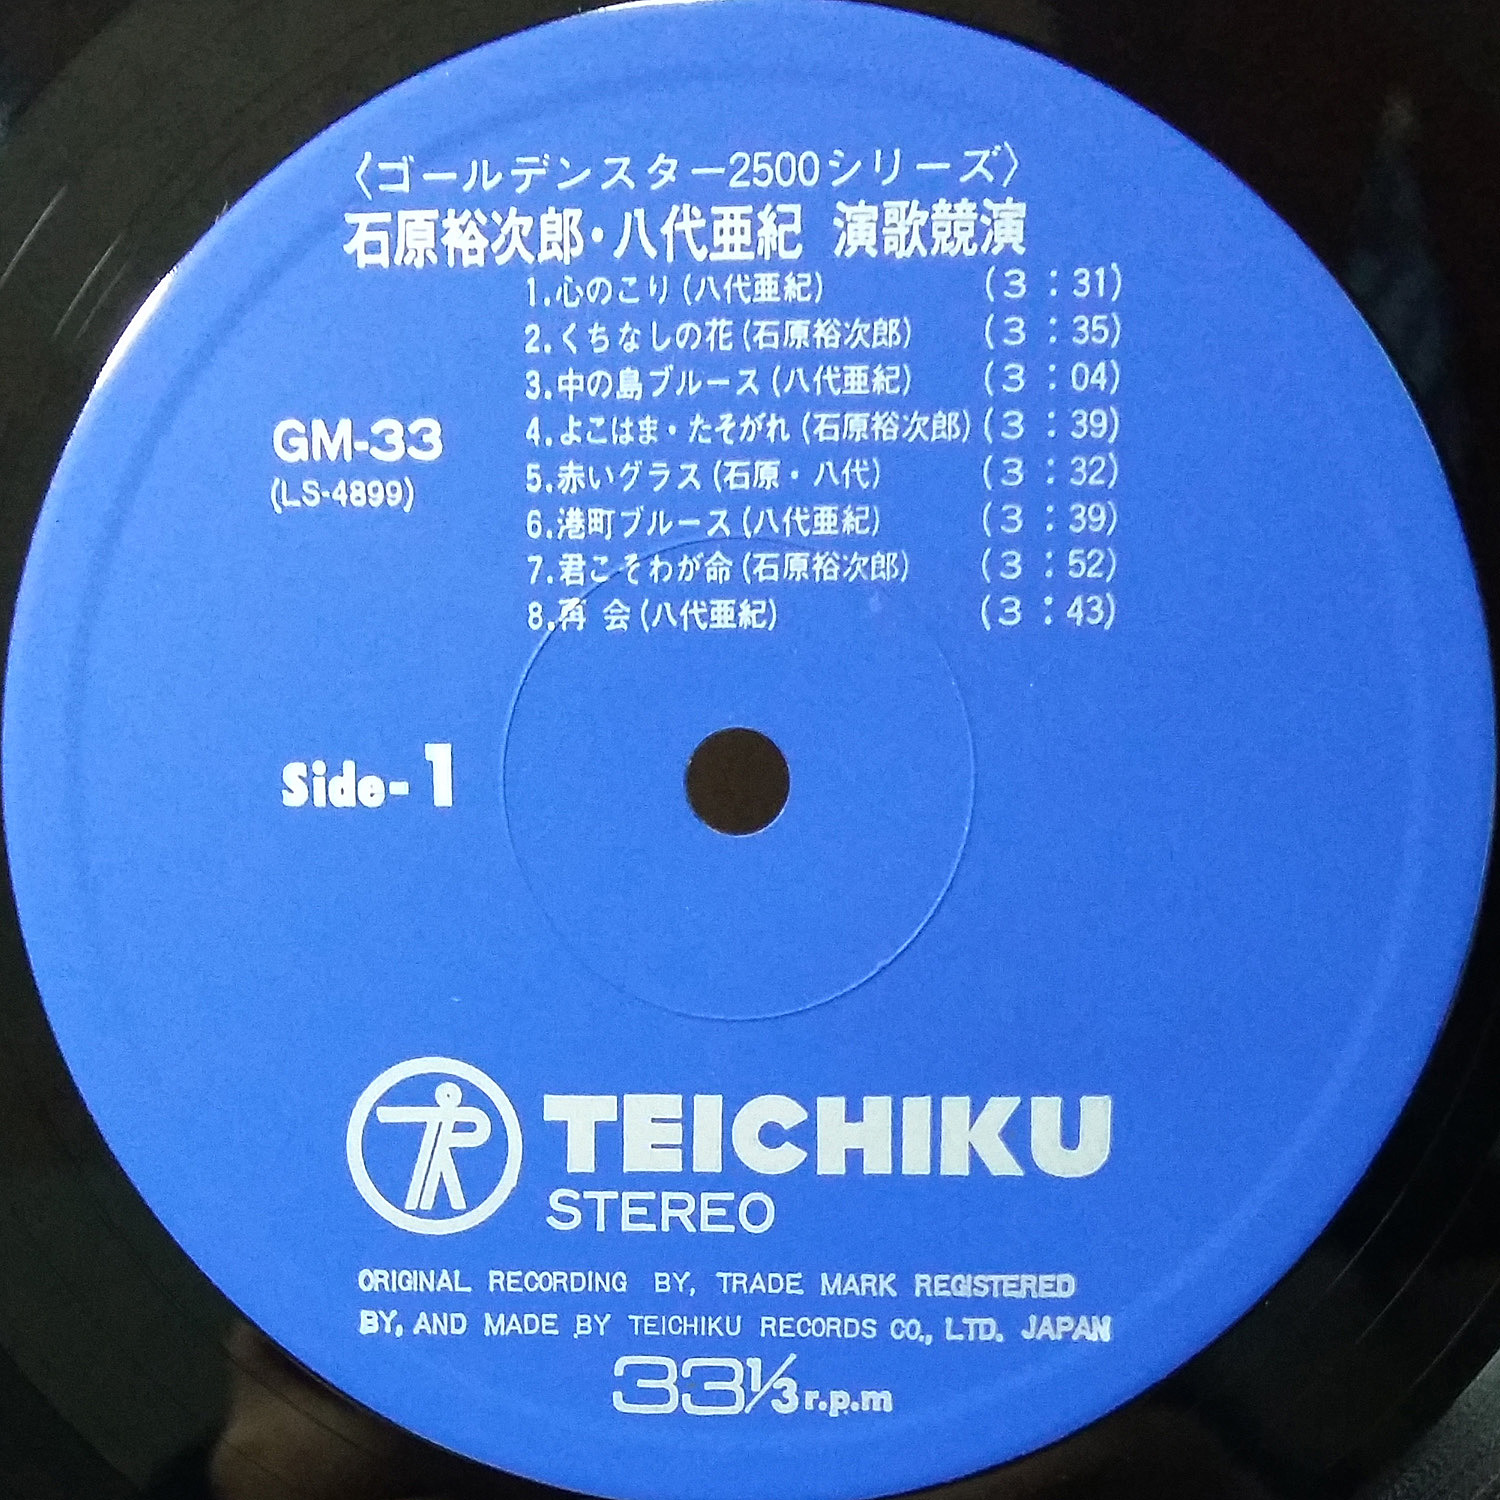 〈ゴールデンスター2500シリーズ〉
石原裕次郎・八代亜紀 演歌競演
1.心のこり(八代亜紀) (3:31)
2.くちなしの花(石原裕次郎) (3:35)
3.中の島ブルース(八代亜紀) (3:04)
4.よこはま・たそがれ(石原裕次郎) (3:39)
5.赤いグラス(石原・八代) (3:32)
6.港町ブルース(八代亜紀) (3:39)
7.君こそわが命(石原裕次郎) (3:52)
8.再会(八代亜紀) (3:43)
GM-33
(LS-4899)
Side-1
TEICHIKU
STEREO
ORIGINAL RECORDING BY, TRADE MARK REGISTERED
BY, AND MADE BY TEICHIKU RECORDS CO., LTD. JAPAN
33⅓ r.p.m